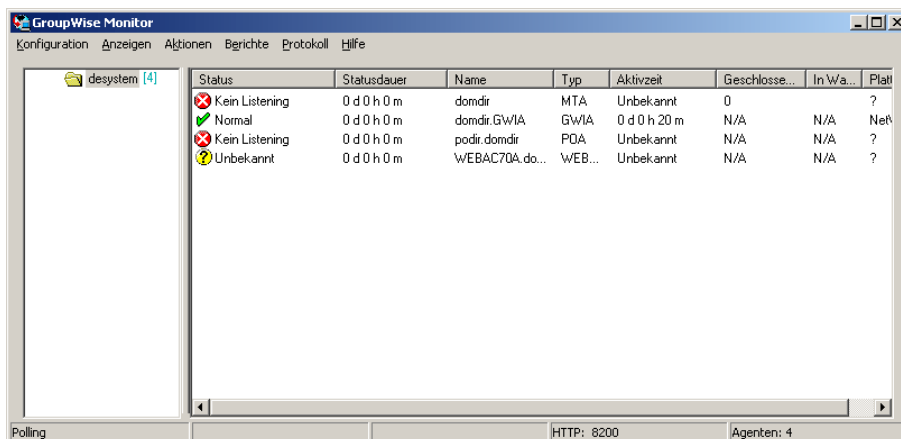 GroupWise Monitor
Konfiguration Anzeigen Aktionen Berichte Protokoll Hilfe
desystem [4]
Status Statusdauer Name Typ Aktivzeit Geschlosse... In Wa... Platt
Kein Listening 0 d 0 h 0 m domdir MTA Unbekannt 0 ?
Normal 0 d 0 h 0 m domdir.GWIA GWIA 0 d 0 h 20 m N/A N/A Net
Kein Listening 0 d 0 h 0 m podir.domdir POA Unbekannt N/A N/A ?
Unbekannt 0 d 0 h 0 m WEBAC70A.do... WEB... Unbekannt N/A N/A ?
Polling HTTP: 8200 Agenten: 4